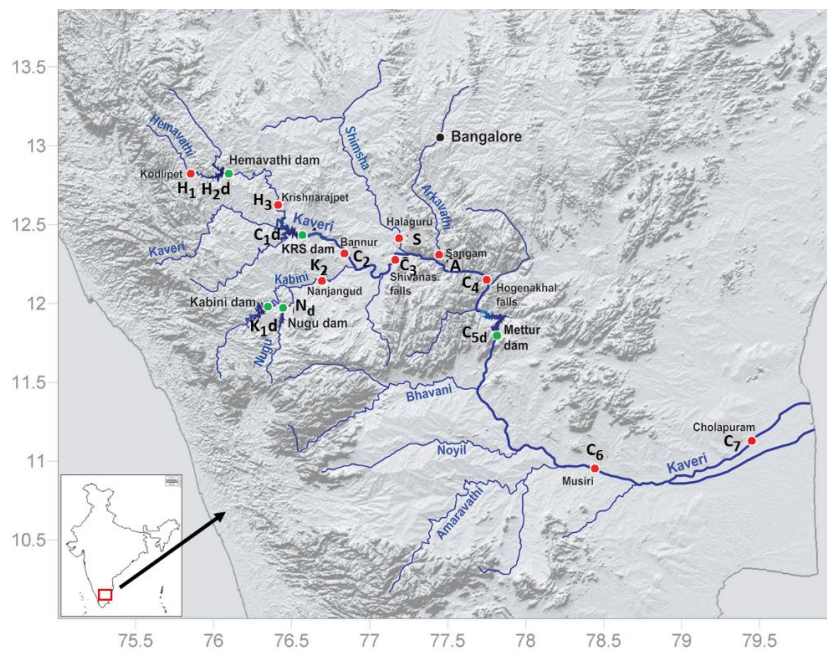 13.5
13
12.5
12
11.5
11
10.5
75.5
76
76.5
77
77.5
78
78.5
79
79.5
Hemavathi
Kodlipet
H1
H2d
Hemavathi dam
H3
Krishnarajpet
Shimsha
Bangalore
Arkavathi
Kaveri
C1d
Kaveri
KRS dam
Bannur
C2
Halaguru
S
Sangam
A
C3
Shivanas.
falls
C4
Hogenakhal
falls
Kabini
K2
Nanjangud
Kabini dam
K1d
Nd
Nugu dam
Nugu
C5d
Mettur
dam
Bhavani
Noyil
C6
Musiri
Amaravathi
Cholapuram
C7
Kaveri